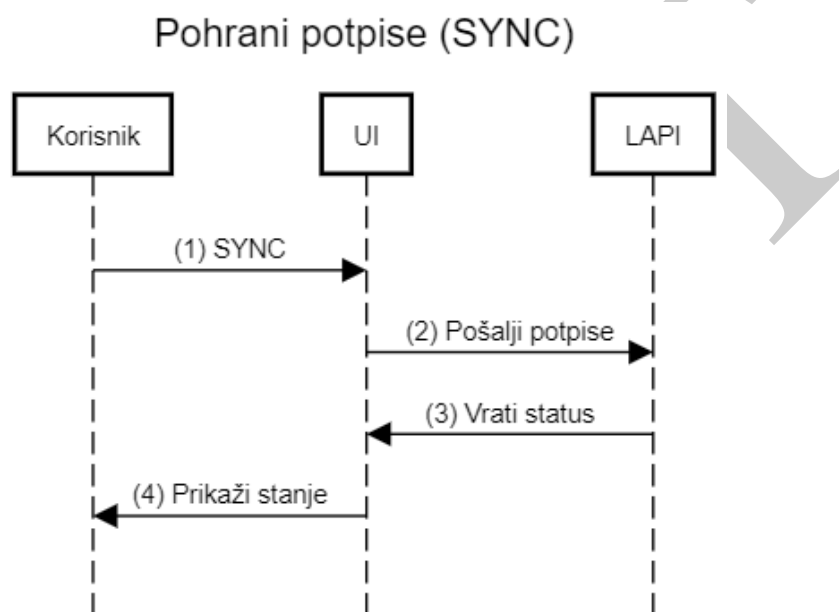 Pohrani potpise (SYNC)
Korisnik
UI
LAPI
(1) SYNC
(2) Pošalji potpise
(3) Vrati status
(4) Prikaži stanje